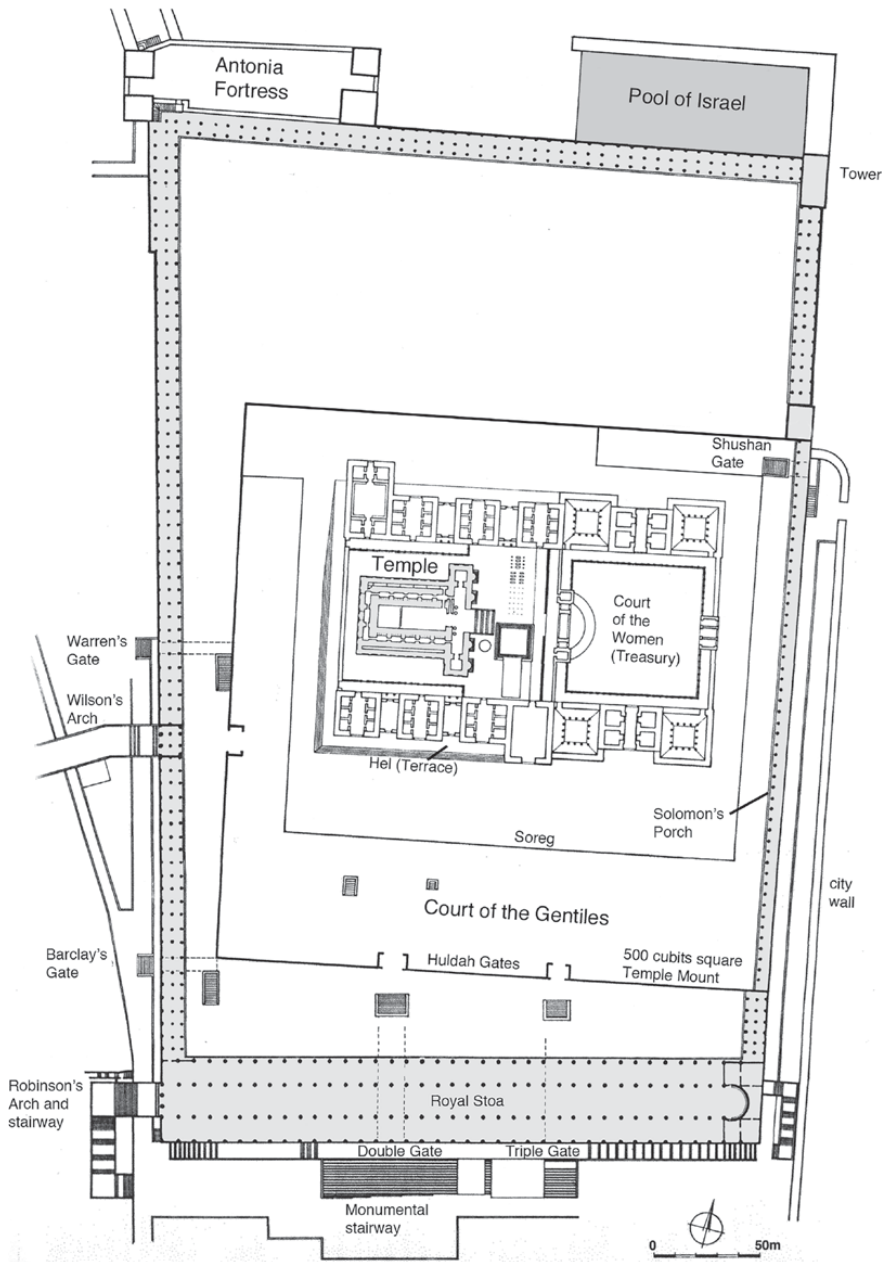 Antonia
Fortress
Pool of Israel
Tower
Shushan
Gate
Temple
Court
of the
Women
(Treasury)
Warren's
Gate
Wilson's
Arch
Hel (Terrace)
Solomon's
Porch
Soreg
city
wall
Court of the Gentiles
Barclay's
Gate
Huldah Gates
500 cubits square
Temple Mount
Robinson's
Arch and
stairway
Royal Stoa
Double Gate
Triple Gate
Monumental
stairway
0 50m